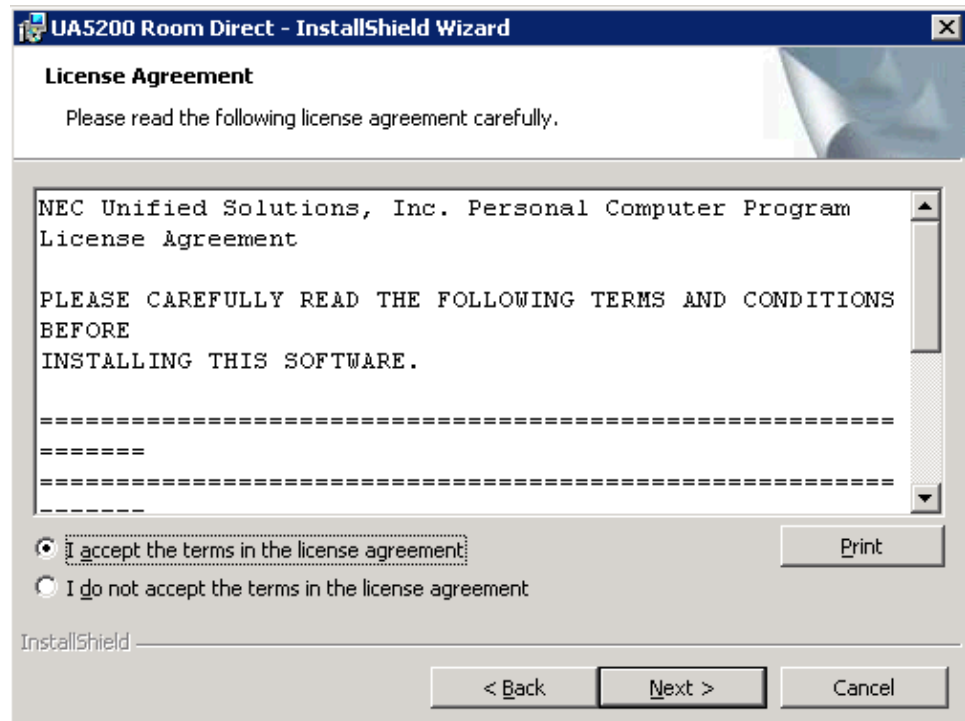 UA5200 Room Direct - InstallShield Wizard
License Agreement
Please read the following license agreement carefully.
NEC Unified Solutions, Inc. Personal Computer Program
License Agreement
PLEASE CAREFULLY READ THE FOLLOWING TERMS AND CONDITIONS
BEFORE
INSTALLING THIS SOFTWARE.
========================================================
=======
========================================================
I accept the terms in the license agreement
Print
I do not accept the terms in the license agreement
InstallShield
< Back
Next >
Cancel